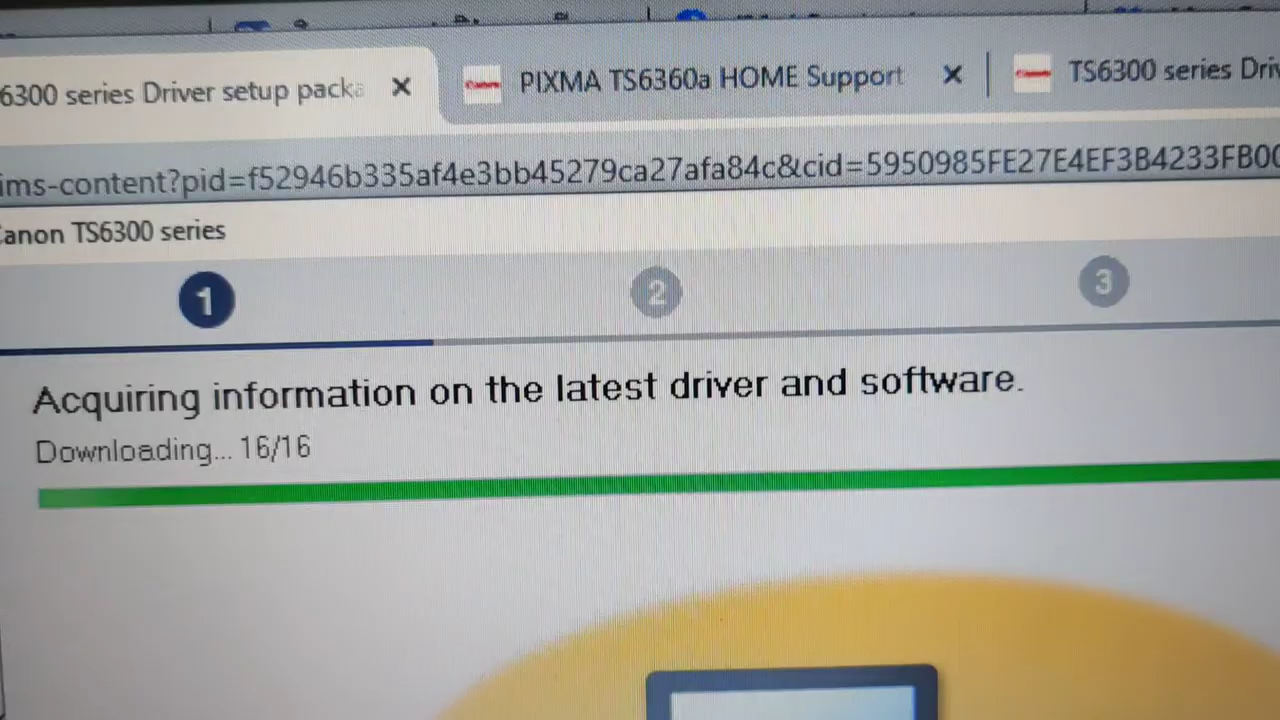 6300 series Driver setup packa
PIXMA TS6360a HOME Support
TS6300 series Driv
ims-content?pid=f52946b335af4e3bb45279ca27afa84c&cid=5950985FE27E4EF3B4233FB00
Canon TS6300 series
1
2
3
Acquiring information on the latest driver and software.
Downloading... 16/16